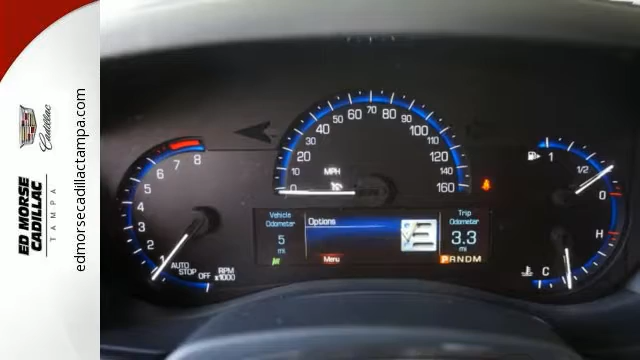 Cadillac
ED MORSE
CADILLAC
TAMPA
edmorsecadillactampa.com
8
7
6
5
4
3
2
1
AUTO
STOP
OFF
RPM
x1000
0
10
20
30
40
50
60
70
80
90
100
110
120
140
160
MPH
Vehicle
Odometer
5
mi
Options
Menu
Trip
Odometer
3.3
mi
PRNDM
1
1/2
0
H
C